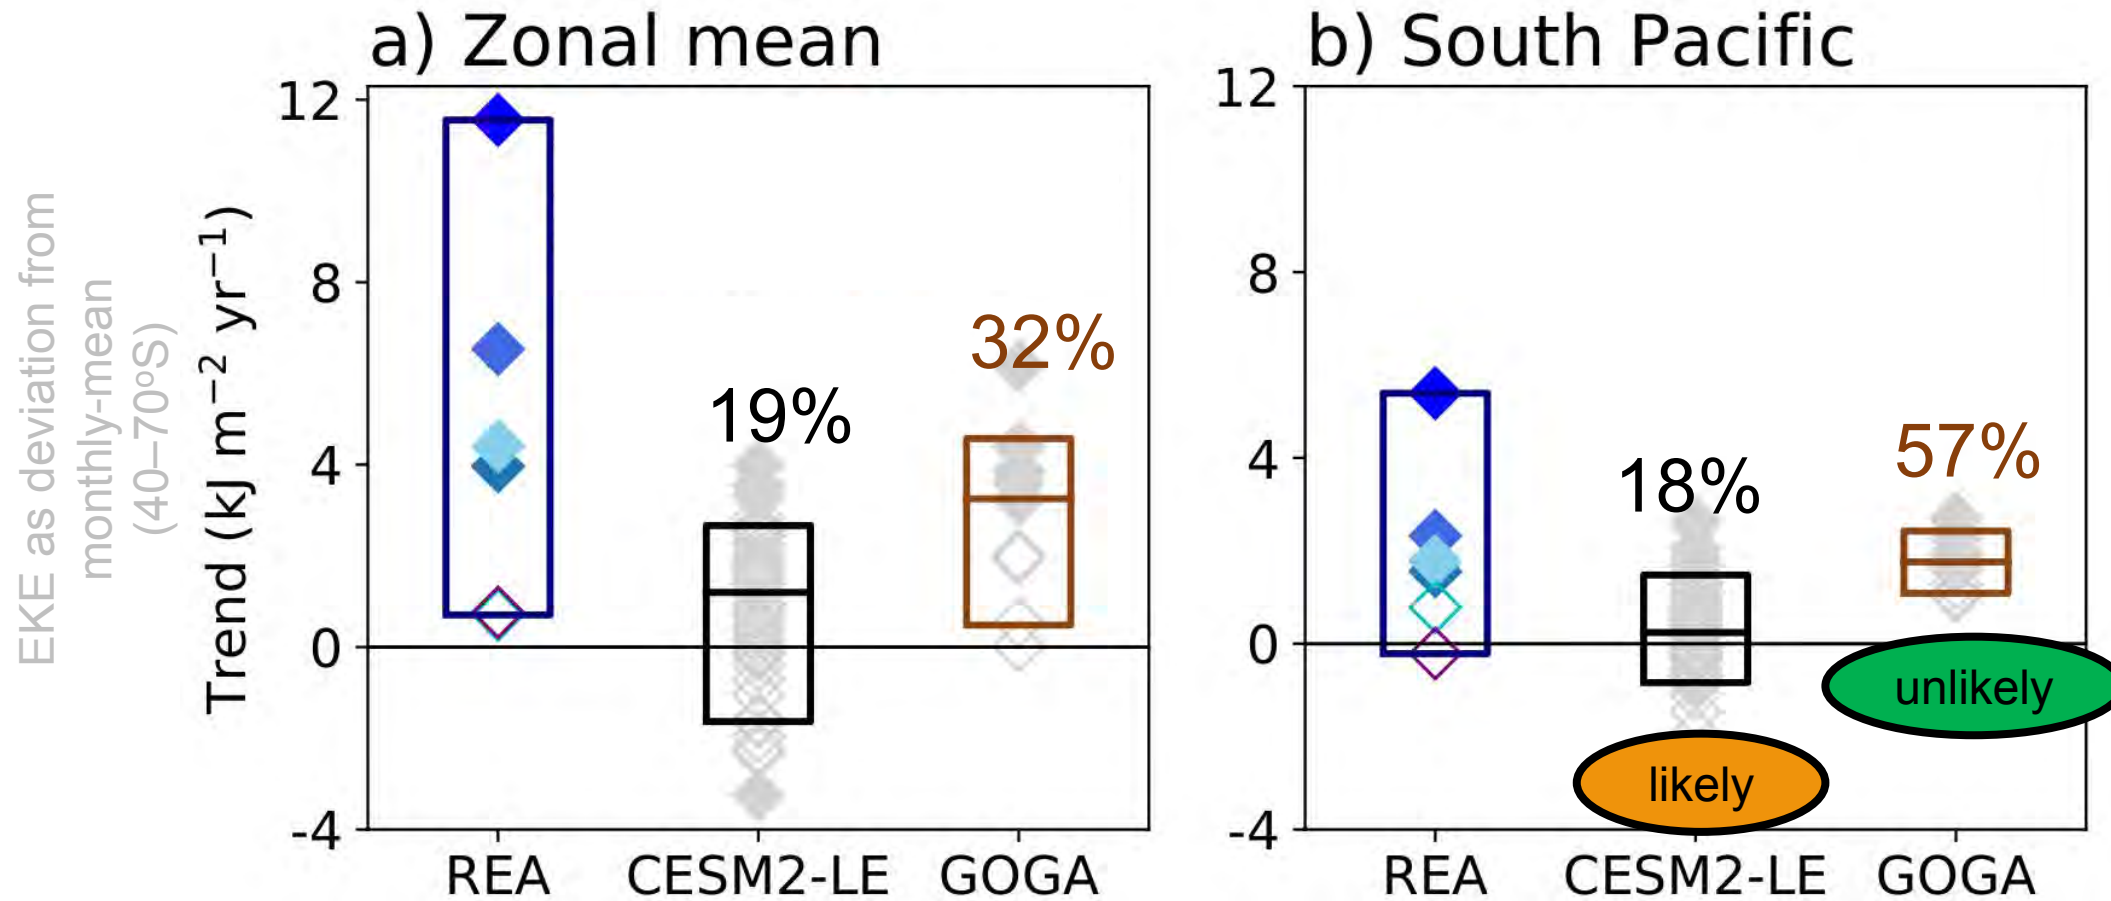 EKE as deviation from
monthly-mean
(40–70ºS)
Trend (kJ m⁻² yr⁻¹)
a) Zonal mean
12
8
4
0
-4
19%
32%
REA
CESM2-LE
GOGA
b) South Pacific
12
8
4
0
-4
18%
57%
unlikely
likely
REA
CESM2-LE
GOGA